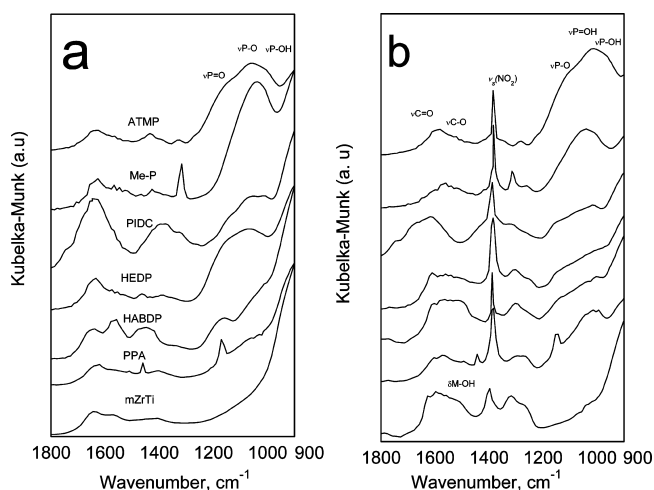 a
νP-O
νP-OH
νP=O
ATMP
Me-P
PIDC
HEDP
HABDP
PPA
mZrTi
Kubelka-Munk (a.u)
1800 1600 1400 1200 1000 900
Wavenumber, cm-1
b
νP=OH
νP-OH
νP-O
νs(NO2)
νC=O
νC-O
δM-OH
Kubelka-Munk (a. u)
1800 1600 1400 1200 1000 900
Wavenumber, cm-1